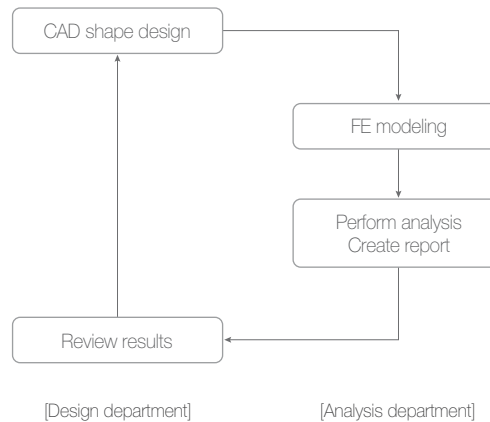 CAD shape design
FE modeling
Perform analysis
Create report
Review results
[Design department]
[Analysis department]